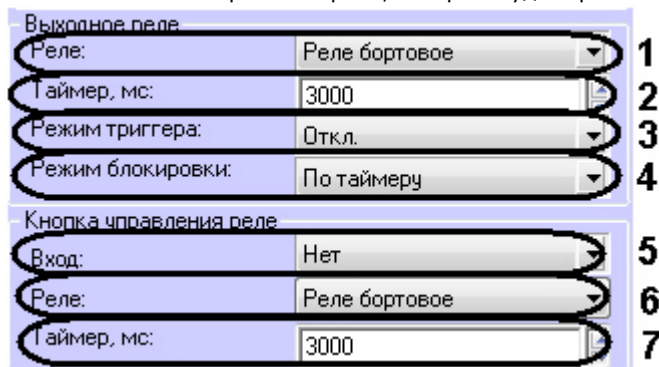 Выходное реле
Реле: Реле бортовое 1
Таймер, мс: 3000 2
Режим триггера: Откл. 3
Режим блокировки: По таймеру 4
Кнопка управления реле
Вход: Нет 5
Реле: Реле бортовое 6
Таймер, мс: 3000 7